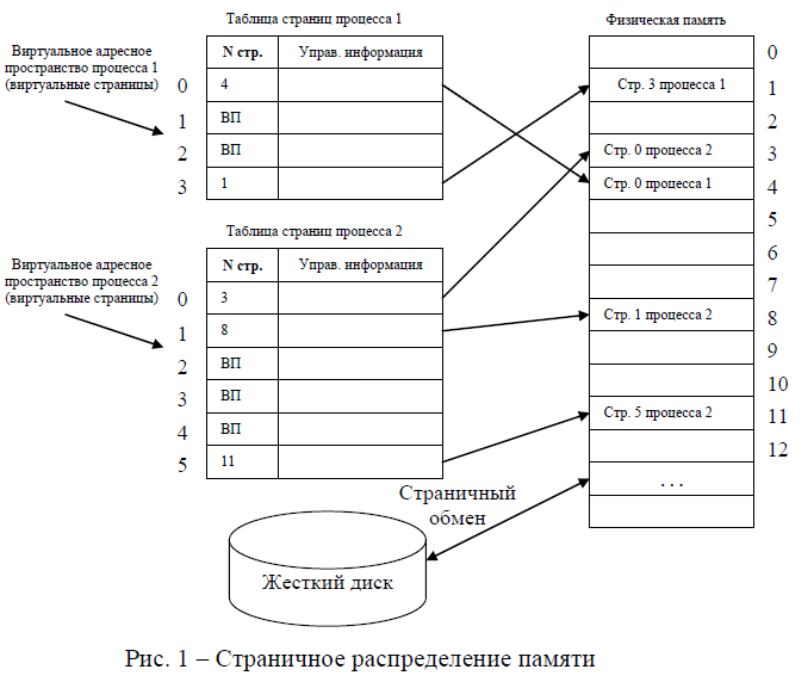 Таблица страниц процесса 1
Физическая память
Виртуальное адресное
пространство процесса 1
(виртуальные страницы)
N стр. Управ. информация
0 4
1 ВП
2 ВП
3 1
Таблица страниц процесса 2
Виртуальное адресное
пространство процесса 2
(виртуальные страницы)
N стр. Управ. информация
0 3
1 8
2 ВП
3 ВП
4 ВП
5 11
0
Стр. 3 процесса 1 1
2
Стр. 0 процесса 2 3
Стр. 0 процесса 1 4
5
6
7
Стр. 1 процесса 2 8
9
10
Стр. 5 процесса 2 11
12
. . .
Страничный
обмен
Жесткий диск
Рис. 1 – Страничное распределение памяти